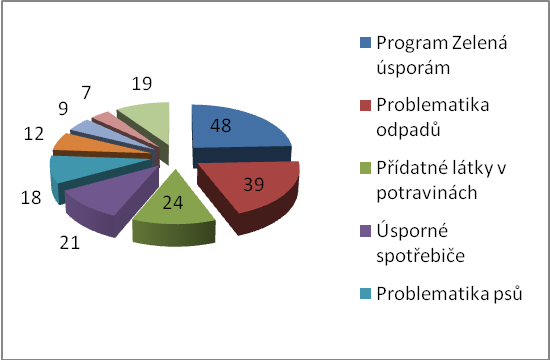 48
39
24
21
18
12
9
7
19
Program Zelená
úsporám
Problematika
odpadů
Přídatné látky v
potravinách
Úsporné
spotřebiče
Problematika psů